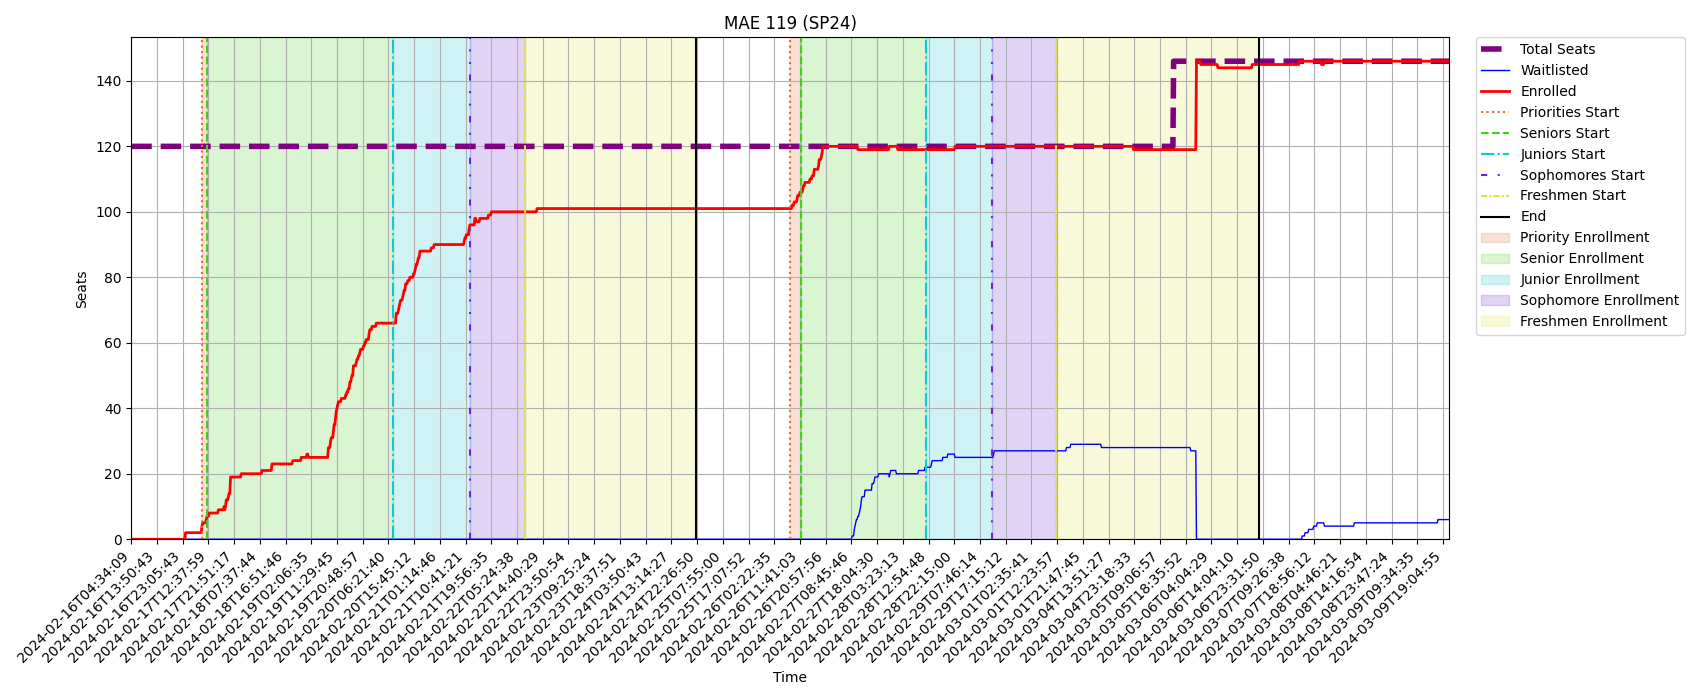 MAE 119 (SP24)
Seats
140
120
100
80
60
40
20
0
2024-02-16T04:34:09
2024-02-16T13:50:43
2024-02-16T23:05:43
2024-02-17T12:37:59
2024-02-17T21:51:17
2024-02-18T07:37:44
2024-02-18T16:51:46
2024-02-19T02:06:35
2024-02-19T11:29:45
2024-02-19T20:48:57
2024-02-20T06:21:40
2024-02-20T15:45:12
2024-02-21T01:14:46
2024-02-21T10:41:21
2024-02-21T19:56:35
2024-02-22T05:24:38
2024-02-22T14:40:29
2024-02-22T23:50:54
2024-02-23T09:25:24
2024-02-23T18:37:51
2024-02-24T03:50:43
2024-02-24T13:14:27
2024-02-24T22:26:50
2024-02-25T07:55:00
2024-02-25T17:07:52
2024-02-26T02:22:35
2024-02-26T11:41:03
2024-02-26T20:57:56
2024-02-27T08:45:46
2024-02-27T18:04:30
2024-02-28T03:23:13
2024-02-28T12:54:48
2024-02-28T22:15:00
2024-02-29T07:46:14
2024-02-29T17:15:12
2024-03-01T02:35:41
2024-03-01T12:23:57
2024-03-01T21:47:45
2024-03-04T13:51:27
2024-03-04T23:18:33
2024-03-05T09:06:57
2024-03-05T18:35:52
2024-03-06T04:04:29
2024-03-06T14:04:10
2024-03-06T23:31:50
2024-03-07T09:26:38
2024-03-07T18:56:12
2024-03-08T04:46:21
2024-03-08T14:16:54
2024-03-08T23:47:24
2024-03-09T09:34:35
2024-03-09T19:04:55
Time
Total Seats
Waitlisted
Enrolled
Priorities Start
Seniors Start
Juniors Start
Sophomores Start
Freshmen Start
End
Priority Enrollment
Senior Enrollment
Junior Enrollment
Sophomore Enrollment
Freshmen Enrollment